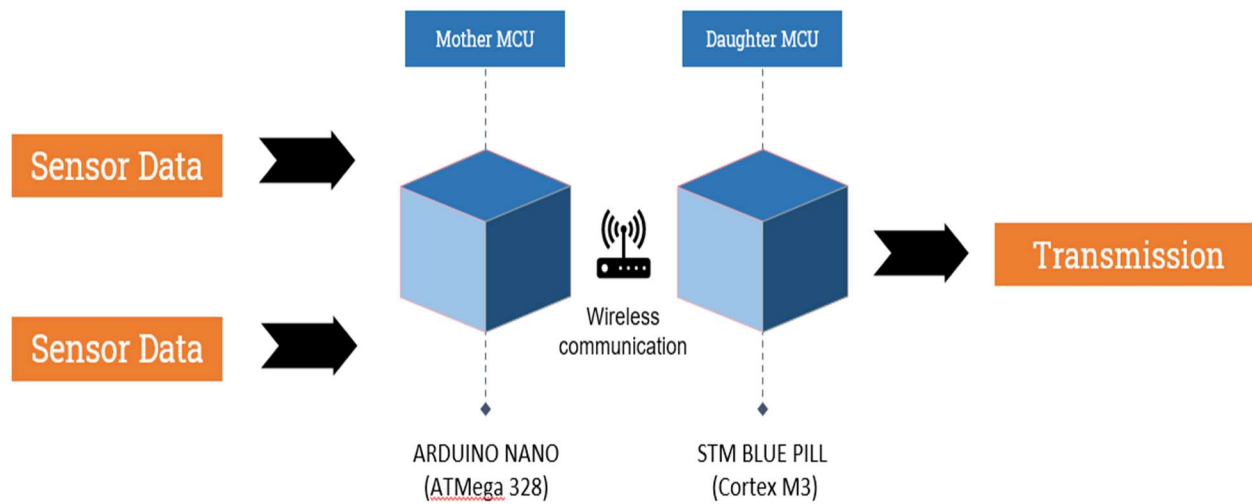 Mother MCU
Daughter MCU
Sensor Data
Sensor Data
Wireless
communication
Transmission
ARDUINO NANO
(ATMega 328)
STM BLUE PILL
(Cortex M3)